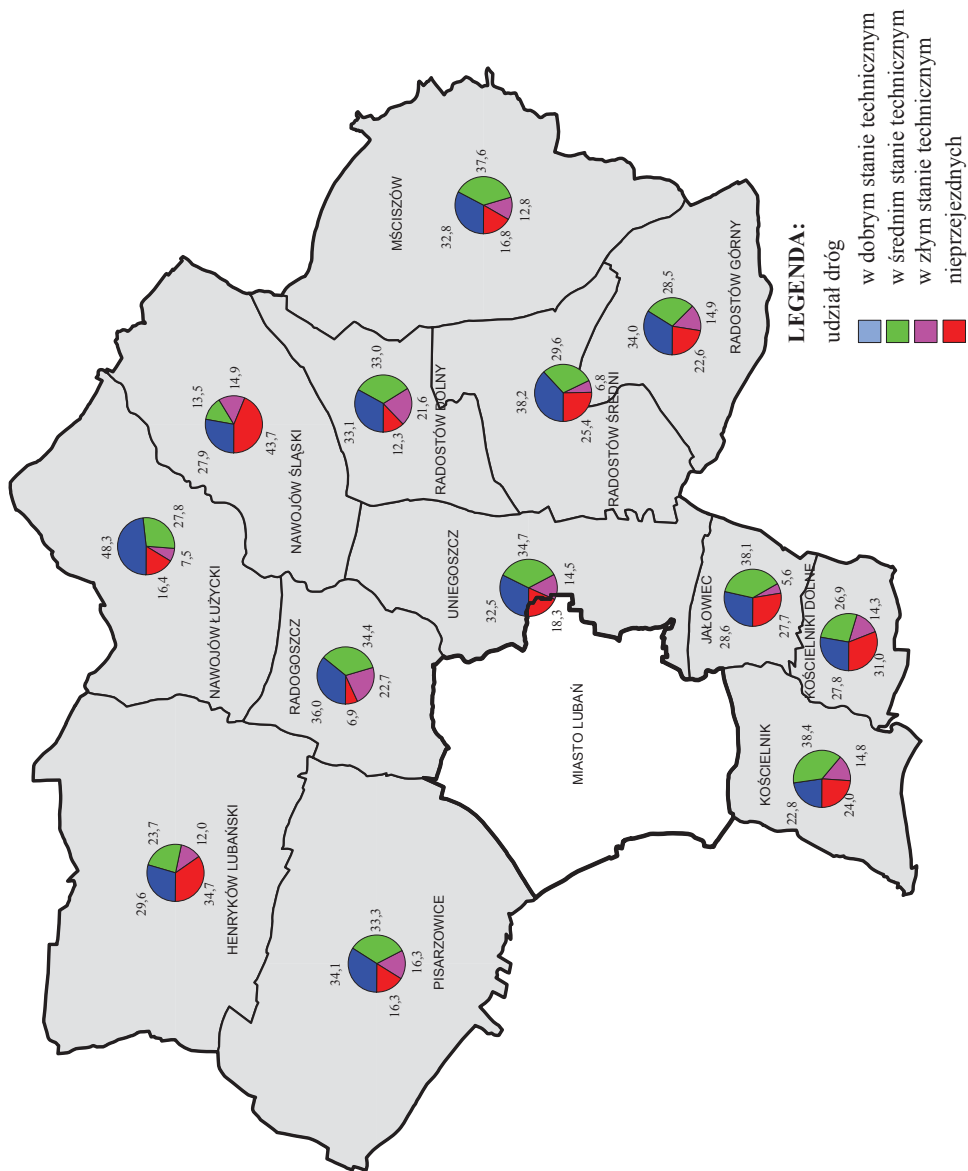 HENRYKÓW LUBAŃSKI
29,6
23,7
12,0
34,7
PISARZOWICE
34,1
33,3
16,3
16,3
NAWOJÓW ŁUŻYCKI
48,3
27,8
7,5
16,4
RADOGOSZCZ
36,0
34,4
22,7
6,9
NAWOJÓW ŚLĄSKI
27,9
13,5
14,9
43,7
UNIEGOSZCZ
32,5
34,7
14,5
18,3
RADOSTÓW DOLNY
33,1
33,0
21,6
12,3
MŚCISZÓW
32,8
37,6
12,8
16,8
RADOSTÓW ŚREDNI
38,2
29,6
6,8
25,4
RADOSTÓW GÓRNY
34,0
28,5
14,9
22,6
MIASTO LUBAŃ
JAŁOWIEC
28,6
38,1
5,6
27,7
KOŚCIELNIKI DOLNE
27,8
26,9
14,3
31,0
KOŚCIELNIK
22,8
38,4
14,8
24,0
LEGENDA:
udział dróg
w dobrym stanie technicznym
w średnim stanie technicznym
w złym stanie technicznym
nieprzejezdnych